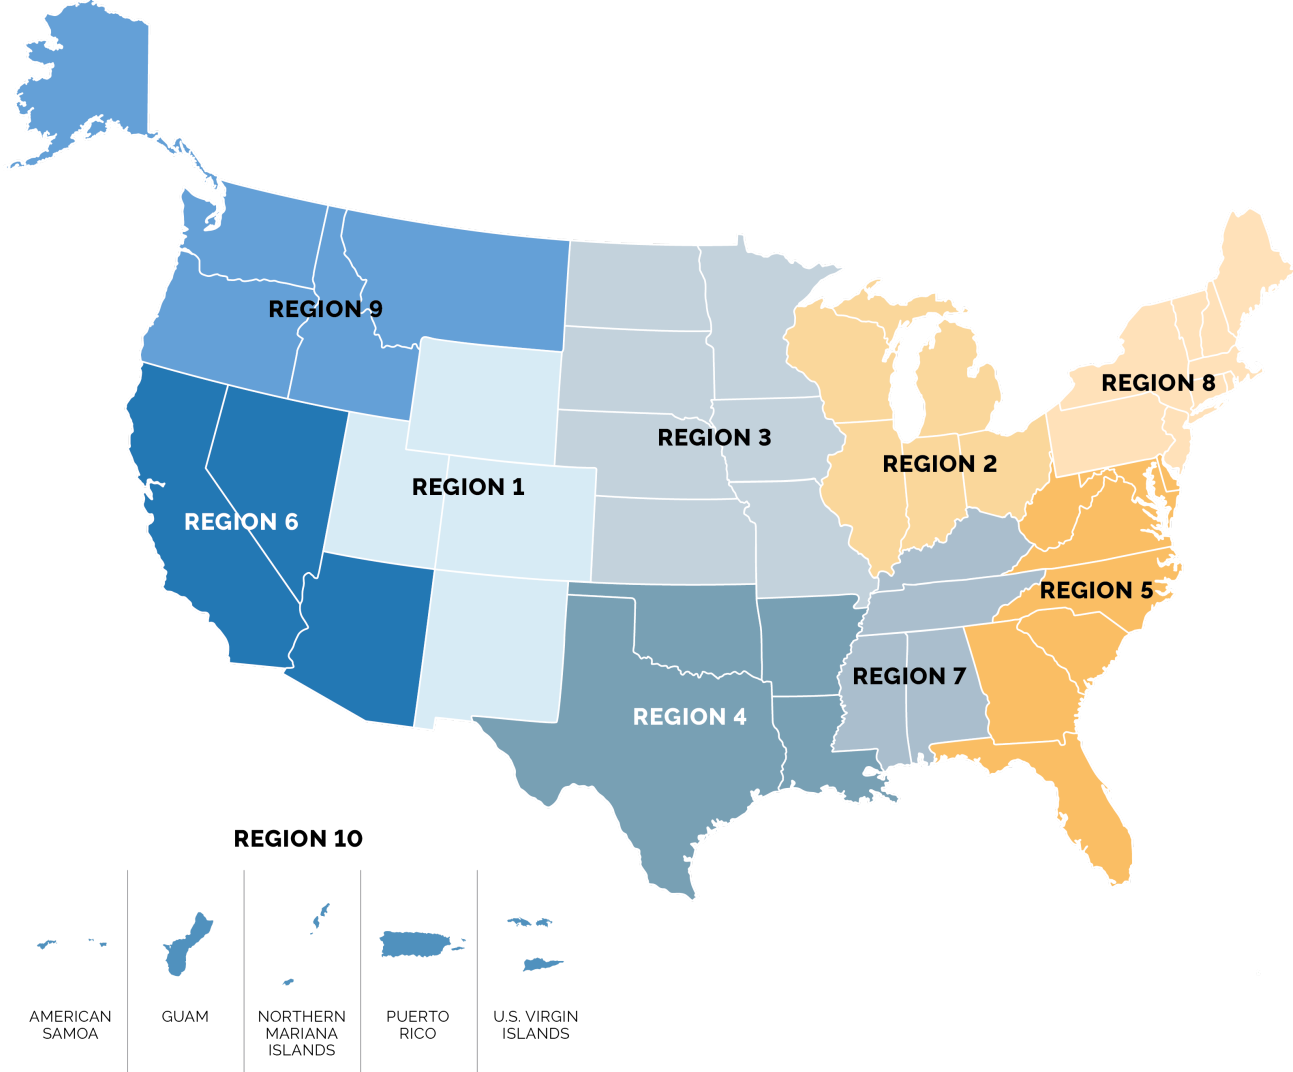 REGION 9
REGION 8
REGION 3
REGION 2
REGION 1
REGION 6
REGION 5
REGION 7
REGION 4
REGION 10
AMERICAN
SAMOA
GUAM
NORTHERN
MARIANA
ISLANDS
PUERTO
RICO
U.S. VIRGIN
ISLANDS